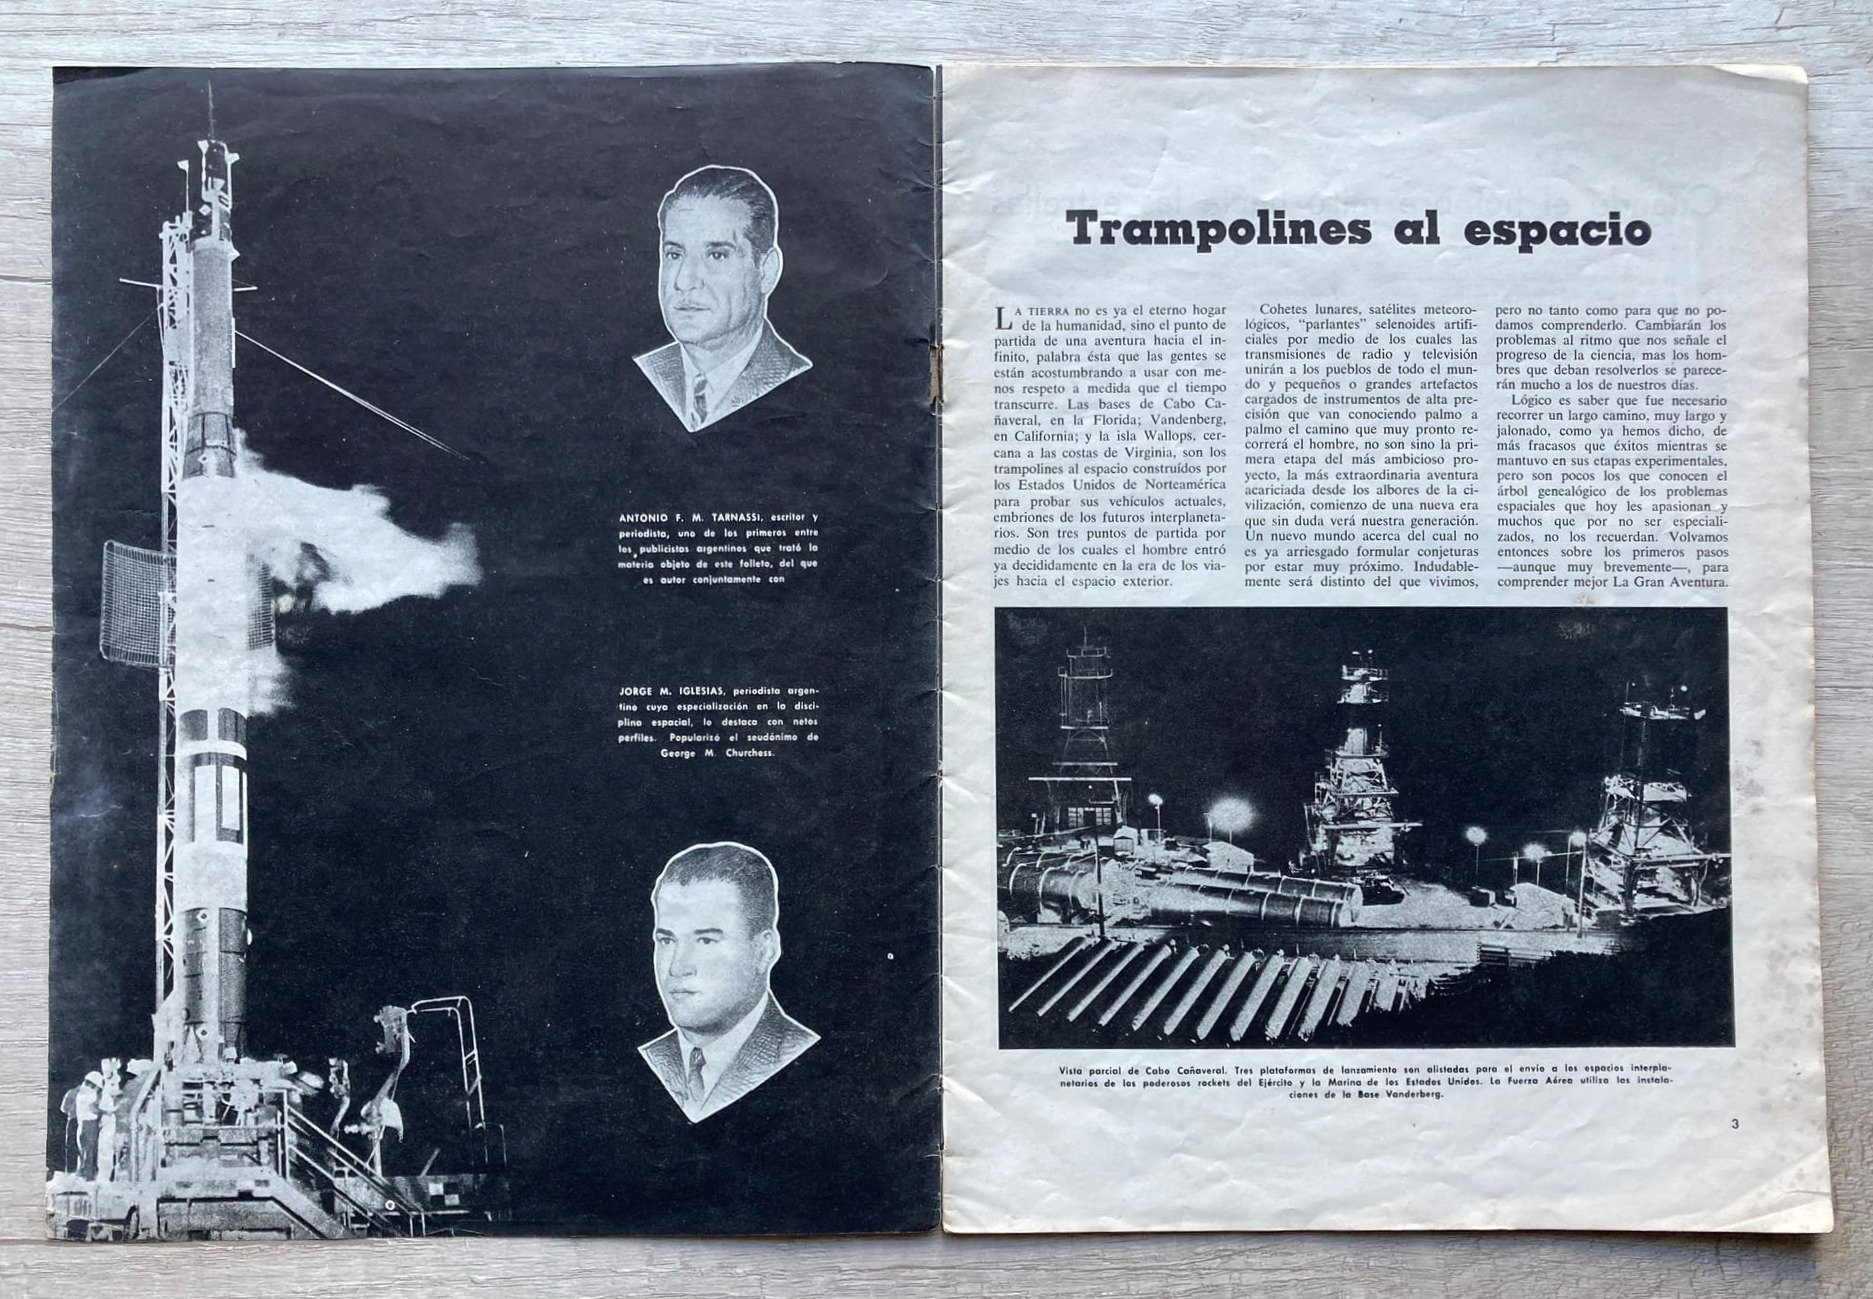 ANTONIO F. M. TARNASSI, escritor y
periodista, uno de los primeros entre
los publicistas argentinos que trató la
materia objeto de este folleto, del que
es autor conjuntamente con
JORGE M. IGLESIAS, periodista argen-
tino cuya especialización en la disci-
plina espacial, lo destaca con netos
perfiles. Popularizó el seudónimo de
George M. Churchess.
Trampolines al espacio
LA TIERRA no es ya el eterno hogar
de la humanidad, sino el punto de
partida de una aventura hacia el in-
finito, palabra ésta que las gentes se
están acostumbrando a usar con me-
nos respeto a medida que el tiempo
transcurre. Las bases de Cabo Ca-
ñaveral, en la Florida; Vandenberg,
en California; y la isla Wallops, cer-
cana a las costas de Virginia, son los
trampolines al espacio construídos por
los Estados Unidos de Norteamérica
para probar sus vehículos actuales,
embriones de los futuros interplaneta-
rios. Son tres puntos de partida por
medio de los cuales el hombre entró
ya decididamente en la era de los via-
jes hacia el espacio exterior.
Cohetes lunares, satélites meteoro-
lógicos, "parlantes" selenoides artifi-
ciales por medio de los cuales las
transmisiones de radio y televisión
unirán a los pueblos de todo el mun-
do y pequeños o grandes artefactos
cargados de instrumentos de alta pre-
cisión que van conociendo palmo a
palmo el camino que muy pronto re-
correrá el hombre, no son sino la pri-
mera etapa del más ambicioso pro-
yecto, la más extraordinaria aventura
acariciada desde los albores de la ci-
vilización, comienzo de una nueva era
que sin duda verá nuestra generación.
Un nuevo mundo acerca del cual no
es ya arriesgado formular conjeturas
por estar muy próximo. Indudable-
mente será distinto del que vivimos,
pero no tanto como para que no po-
damos comprenderlo. Cambiarán los
problemas al ritmo que nos señale el
progreso de la ciencia, mas los hom-
bres que deban resolverlos se parece-
rán mucho a los de nuestros días.
Lógico es saber que fue necesario
recorrer un largo camino, muy largo y
jalonado, como ya hemos dicho, de
más fracasos que éxitos mientras se
mantuvo en sus etapas experimentales,
pero son pocos los que conocen el
árbol genealógico de los problemas
espaciales que hoy les apasionan y
muchos que por no ser especiali-
zados, no los recuerdan. Volvamos
entonces sobre los primeros pasos
—aunque muy brevemente—, para
comprender mejor La Gran Aventura.
Vista parcial de Cabo Cañaveral. Tres plataformas de lanzamiento son alistadas para el envío a los espacios interpla-
netarios de los poderosos rockets del Ejército y la Marina de los Estados Unidos. La Fuerza Aérea utiliza las instala-
ciones de la Base Vanderberg.
3